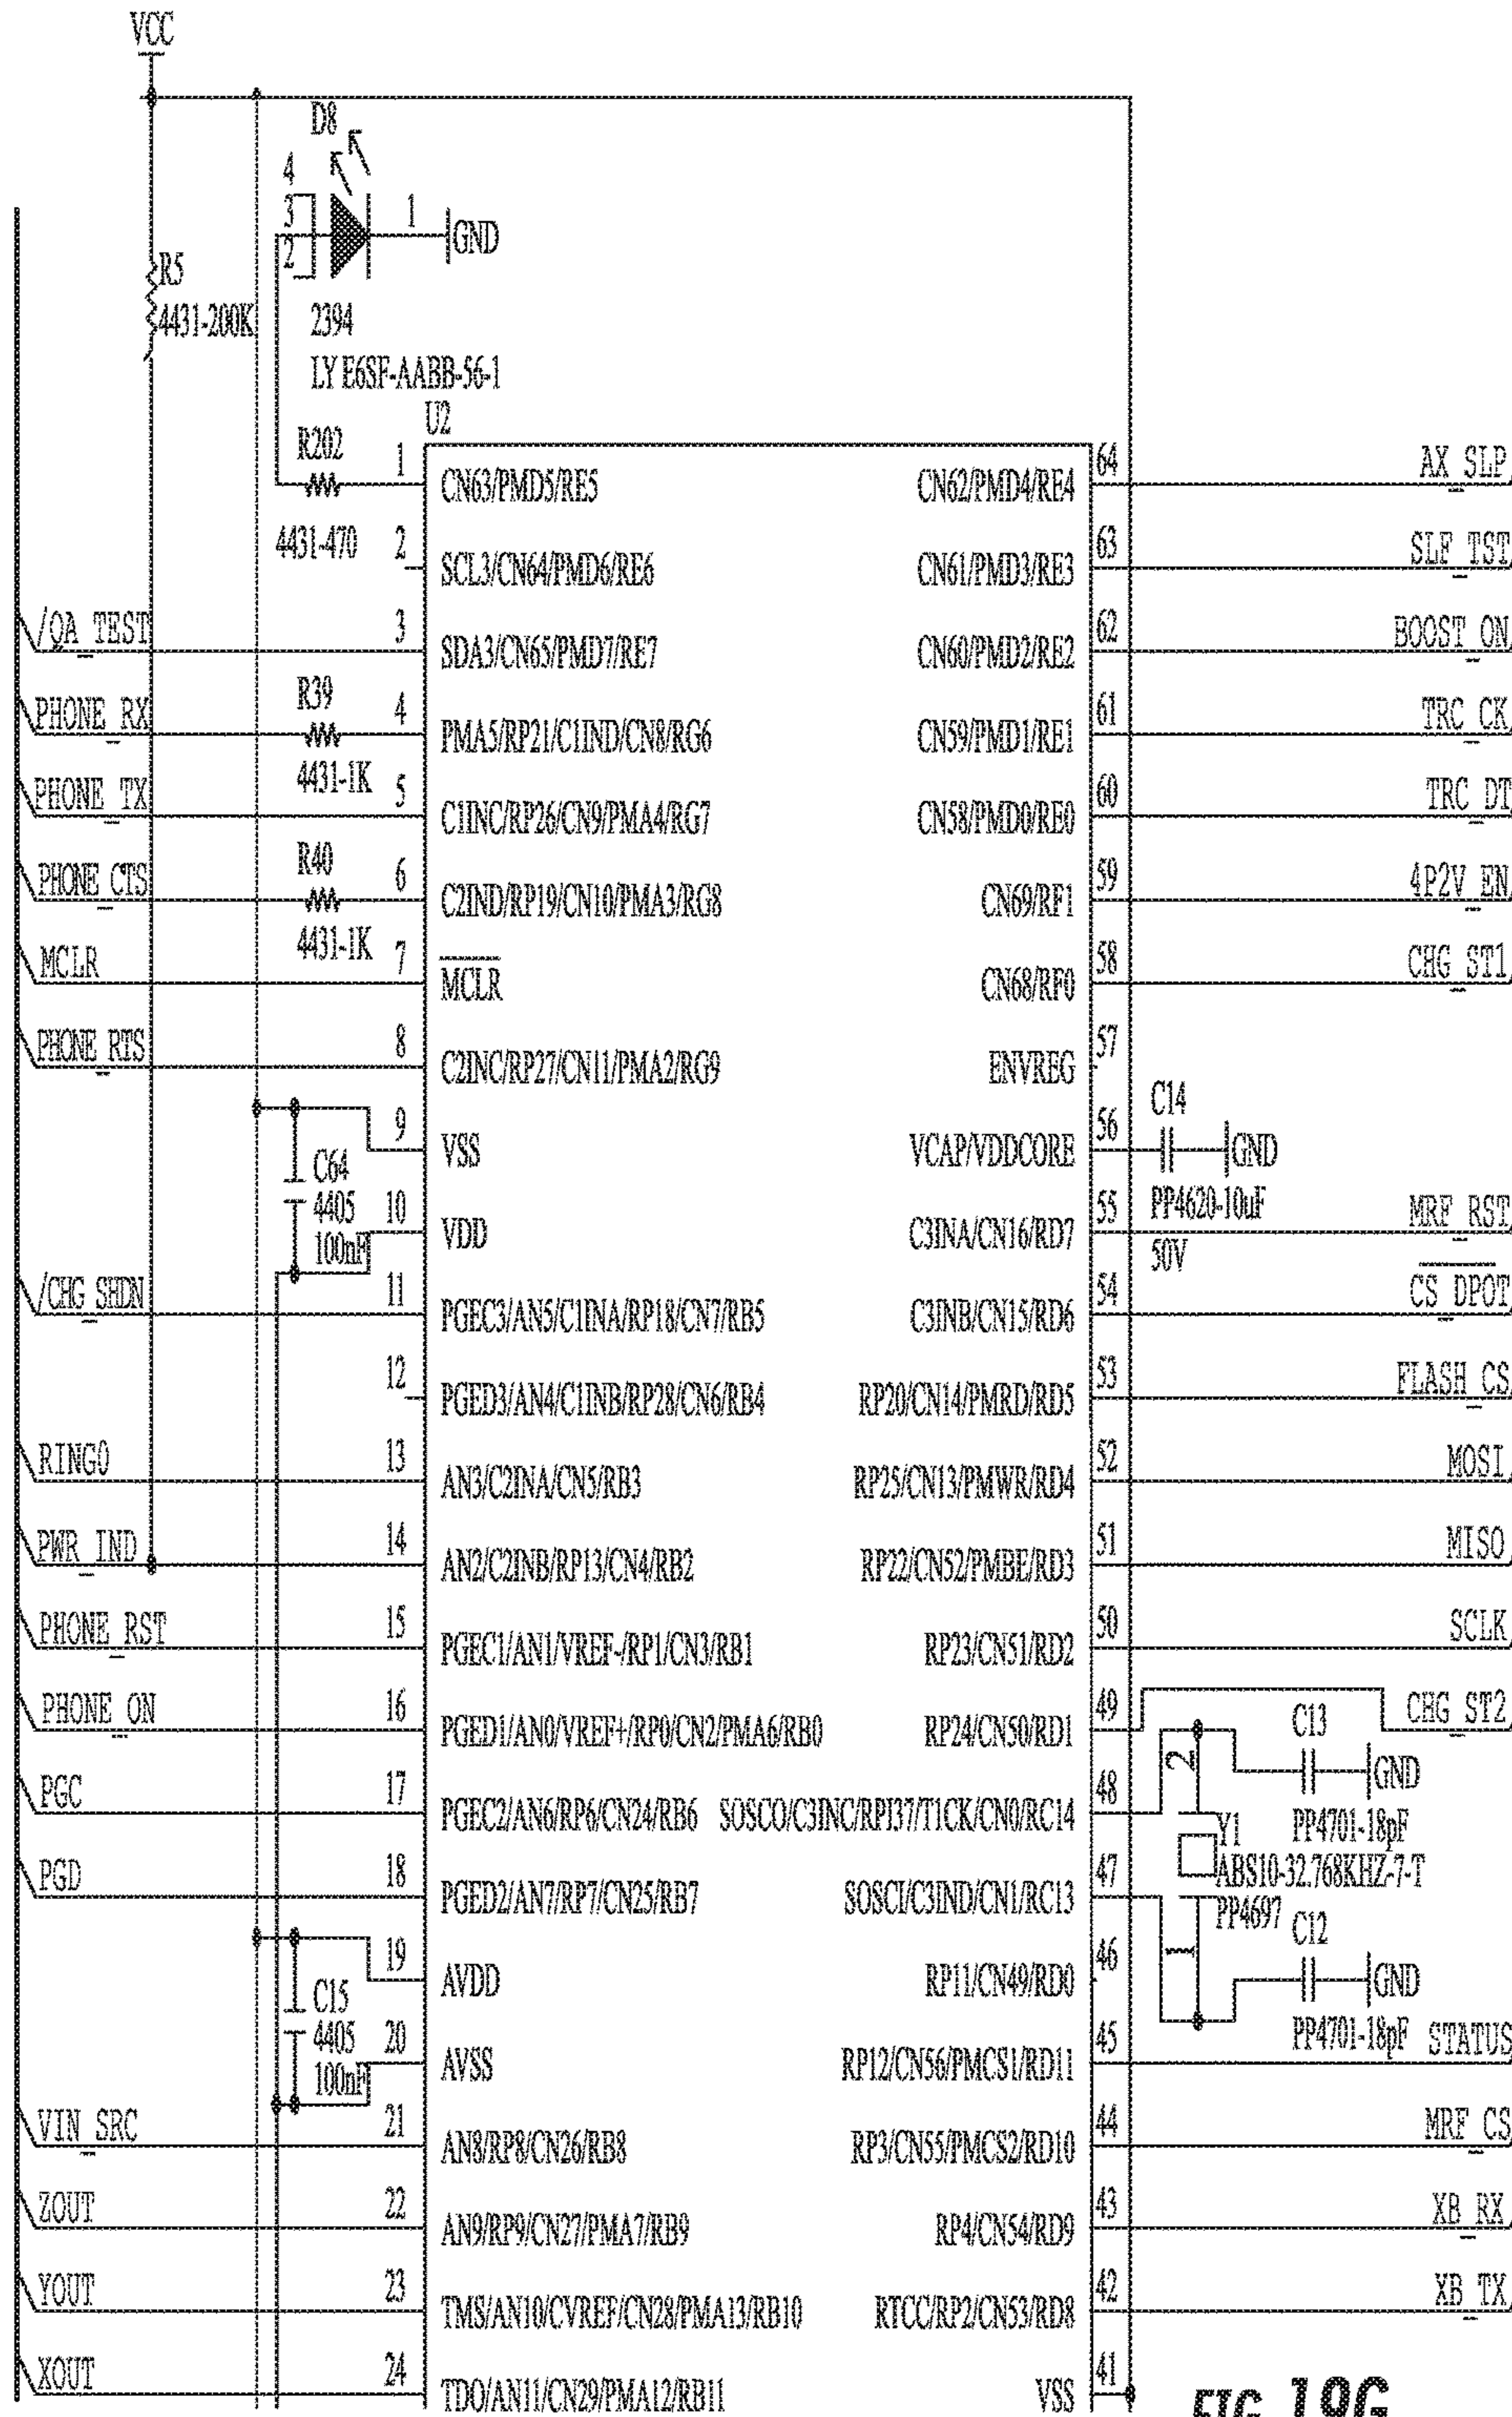 VCC
D8
4
3
2
1
GND
R5
4431-200K
2394
LY E6SF-AABB-56-1
U2
R202
4431-470
1
CN63/PMD5/RE5
CN62/PMD4/RE4
64
AX_SLP
2
SCL3/CN64/PMD6/RE6
CN61/PMD3/RE3
63
SLF_TST
/QA_TEST
3
SDA3/CN65/PMD7/RE7
CN60/PMD2/RE2
62
BOOST_ON
PHONE_RX
R39
4431-1K
4
PMA5/RP21/C1IND/CN8/RG6
CN59/PMD1/RE1
61
TRC_CK
PHONE_TX
5
C1INC/RP26/CN9/PMA4/RG7
CN58/PMD0/RE0
60
TRC_DT
PHONE_CTS
R40
4431-1K
6
C2IND/RP19/CN10/PMA3/RG8
CN69/RF1
59
4P2V_EN
MCLR
7
MCLR
CN68/RF0
58
CHG_ST1
PHONE_RTS
8
C2INC/RP27/CN11/PMA2/RG9
ENVREG
57
9
VSS
VCAP/VDDCORE
56
C14
GND
PP4620-10uF
50V
C64
4405
100nF
10
VDD
C3INA/CN16/RD7
55
MRF_RST
/CHG_SHDN
11
PGEC3/AN5/C1INA/RP18/CN7/RB5
C3INB/CN15/RD6
54
CS_DPOT
12
PGED3/AN4/C1INB/RP28/CN6/RB4
RP20/CN14/PMRD/RD5
53
FLASH_CS
RING0
13
AN3/C2INA/CN5/RB3
RP25/CN13/PMWR/RD4
52
MOSI
PWR_IND
14
AN2/C2INB/RP13/CN4/RB2
RP22/CN52/PMBE/RD3
51
MISO
PHONE_RST
15
PGEC1/AN1/VREF-/RP1/CN3/RB1
RP23/CN51/RD2
50
SCLK
PHONE_ON
16
PGED1/AN0/VREF+/RP0/CN2/PMA6/RB0
RP24/CN50/RD1
49
CHG_ST2
C13
GND
PP4701-18pF
2
PGC
17
PGEC2/AN6/RP6/CN24/RB6
SOSCO/C3INC/RPI37/T1CK/CN0/RC14
48
Y1
ABS10-32.768KHZ-7-T
PP4697
PGD
18
PGED2/AN7/RP7/CN25/RB7
SOSCI/C3IND/CN1/RC13
47
1
C12
GND
PP4701-18pF
19
AVDD
RP11/CN49/RD0
46
C15
4405
100nF
20
AVSS
RP12/CN56/PMCS1/RD11
45
STATUS
VIN_SRC
21
AN8/RP8/CN26/RB8
RP3/CN55/PMCS2/RD10
44
MRF_CS
ZOUT
22
AN9/RP9/CN27/PMA7/RB9
RP4/CN54/RD9
43
XB_RX
YOUT
23
TMS/AN10/CVREF/CN28/PMA13/RB10
RTCC/RP2/CN53/RD8
42
XB_TX
XOUT
24
TDO/AN11/CN29/PMA12/RB11
VSS
41
FIG. 19G